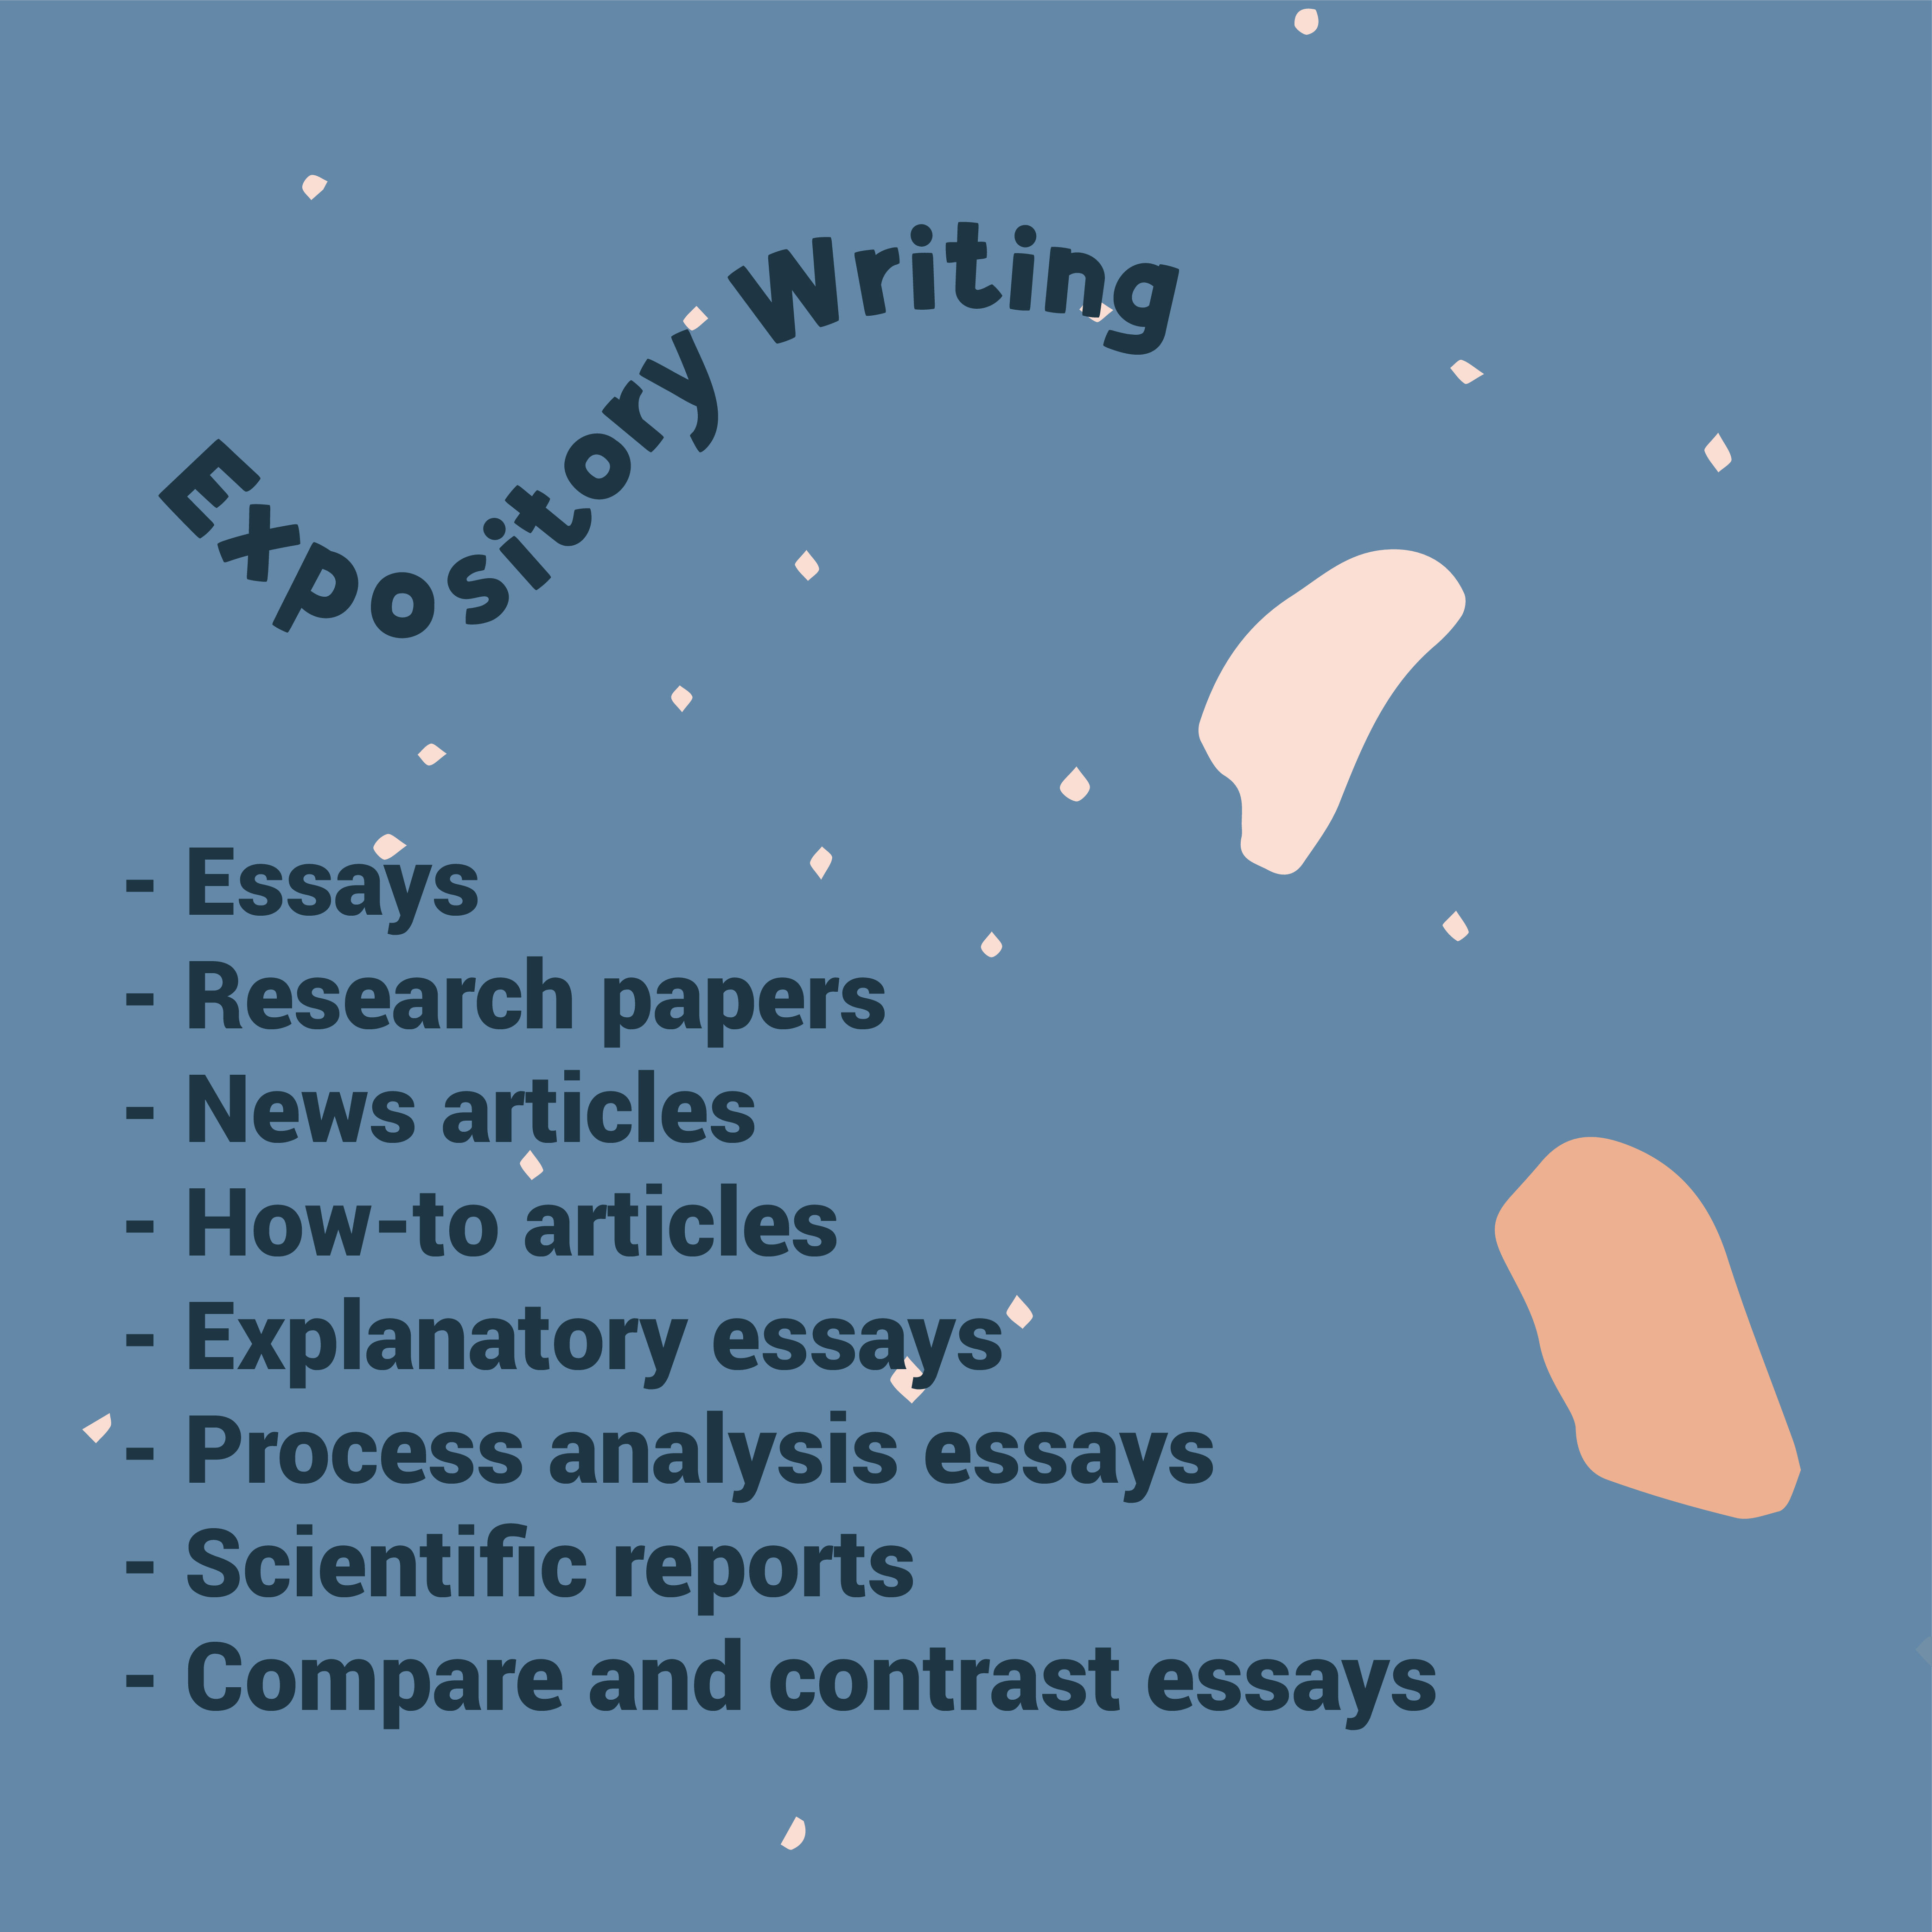 Expository Writing
- Essays
- Research papers
- News articles
- How-to articles
- Explanatory essays
- Process analysis essays
- Scientific reports
- Compare and contrast essays